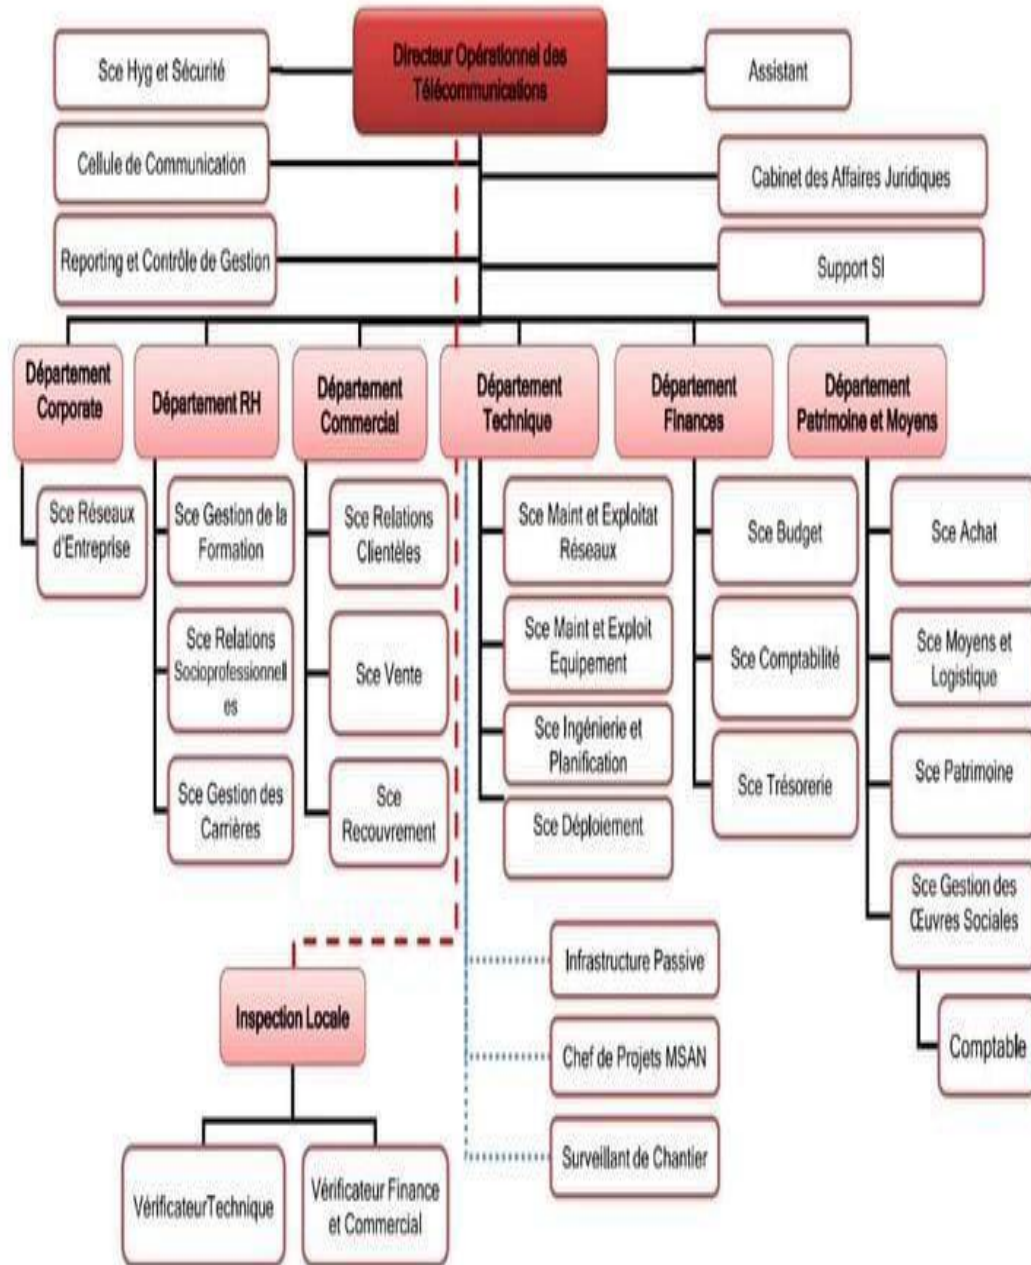 Directeur Opérationnel des
Télécommunications
Sce Hyg et Sécurité
Assistant
Cellule de Communication
Cabinet des Affaires Juridiques
Reporting et Contrôle de Gestion
Support SI
Département
Corporate
Département RH
Département
Commercial
Département
Technique
Département
Finances
Département
Patrimoine et Moyens
Sce Réseaux
d'Entreprise
Sce Gestion de la
Formation
Sce Relations
Socioprofessionnell
es
Sce Gestion des
Carrières
Sce Relations
Clientèles
Sce Vente
Sce
Recouvrement
Sce Maint et Exploitat
Réseaux
Sce Maint et Exploit
Equipement
Sce Ingénierie et
Planification
Sce Déploiement
Sce Budget
Sce Comptabilité
Sce Trésorerie
Sce Achat
Sce Moyens et
Logistique
Sce Patrimoine
Sce Gestion des
Œuvres Sociales
Comptable
Infrastructure Passive
Chef de Projets MSAN
Surveillant de Chantier
Inspection Locale
VérificateurTechnique
Vérificateur Finance
et Commercial